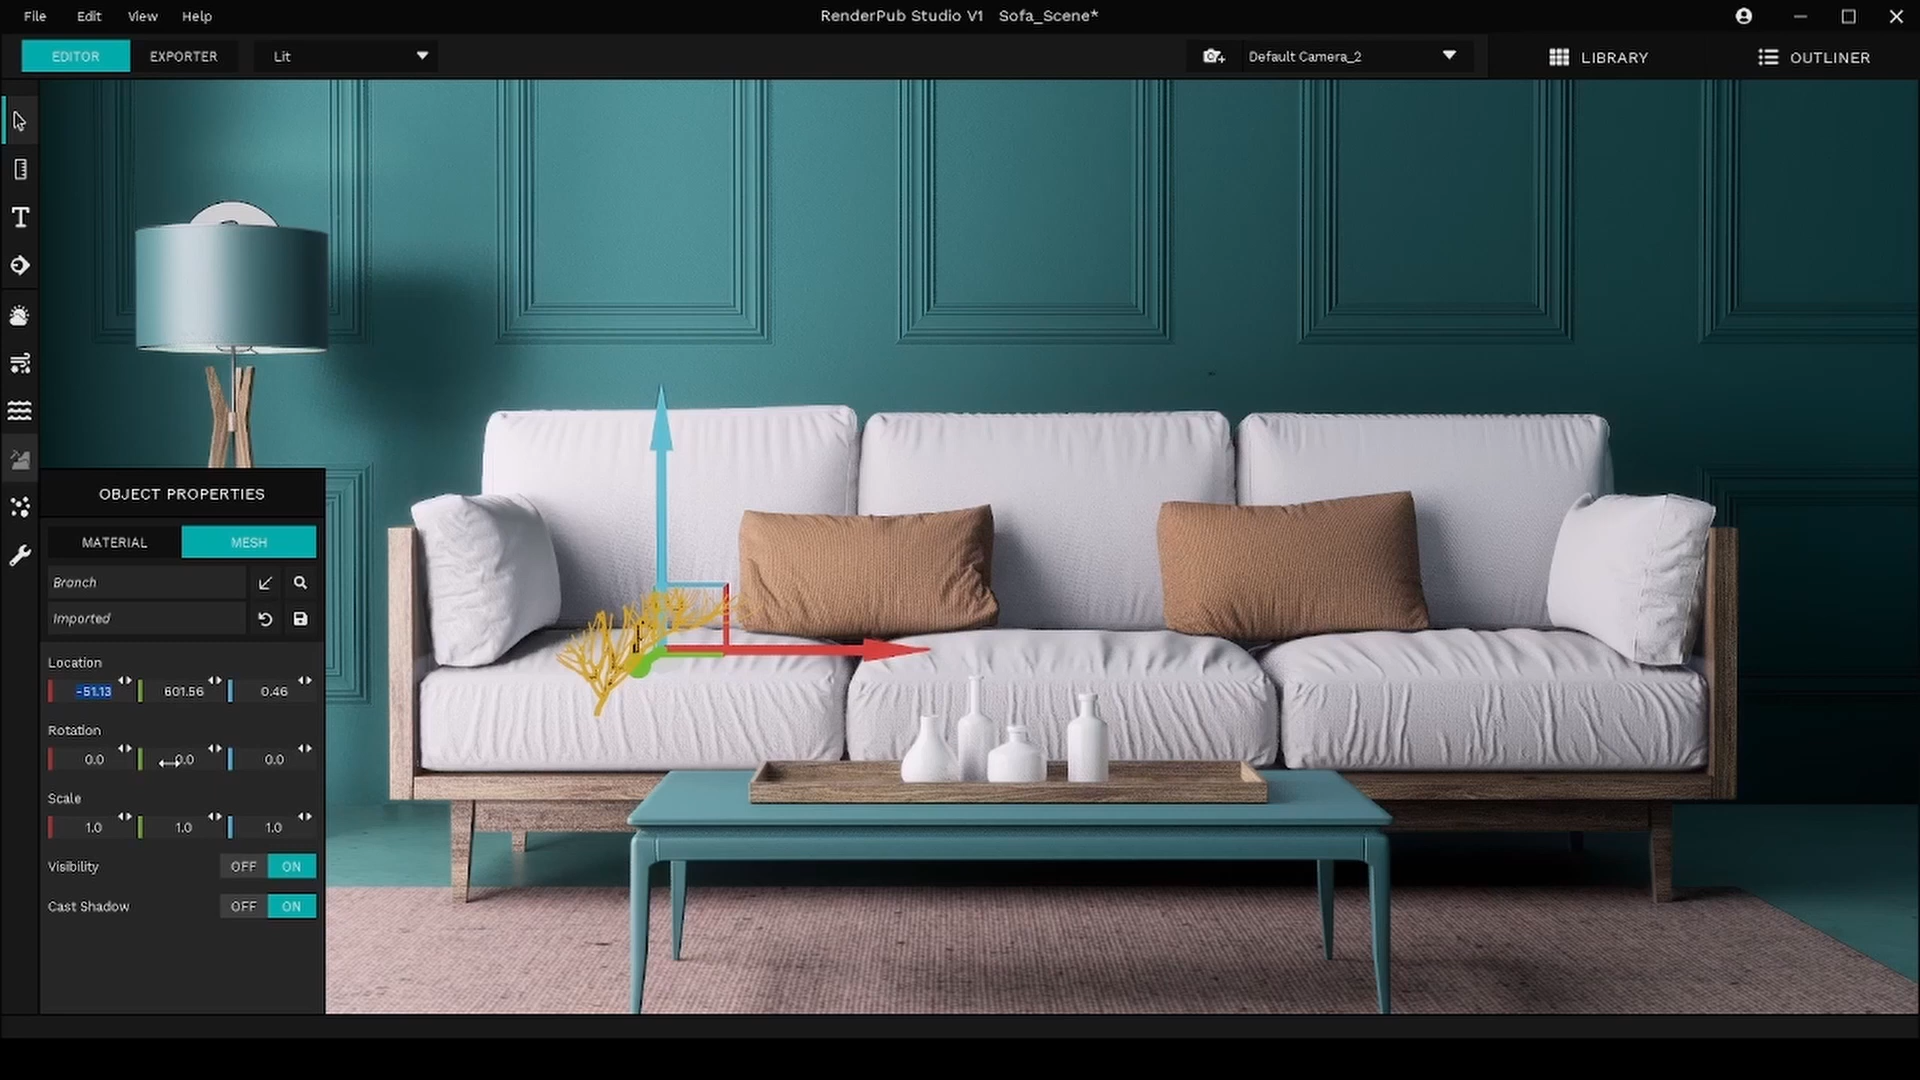 File Edit View Help RenderPub Studio V1 Sofa_Scene*
EDITOR EXPORTER Lit Default Camera_2 LIBRARY OUTLINER
OBJECT PROPERTIES
MATERIAL MESH
Branch
Imported
Location
-51.13 601.56 0.46
Rotation
0.0 0.0 0.0
Scale
1.0 1.0 1.0
Visibility OFF ON
Cast Shadow OFF ON